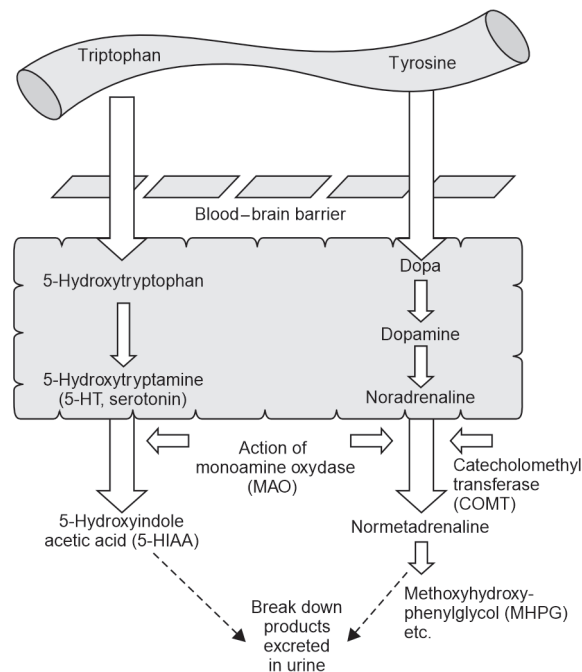 Triptophan
Tyrosine
Blood–brain barrier
5-Hydroxytryptophan
Dopa
Dopamine
5-Hydroxytryptamine
(5-HT, serotonin)
Noradrenaline
Action of
monoamine oxydase
(MAO)
Catecholomethyl
transferase
(COMT)
5-Hydroxyindole
acetic acid (5-HIAA)
Normetadrenaline
Methoxyhydroxy-
phenylglycol (MHPG)
etc.
Break down
products
excreted
in urine